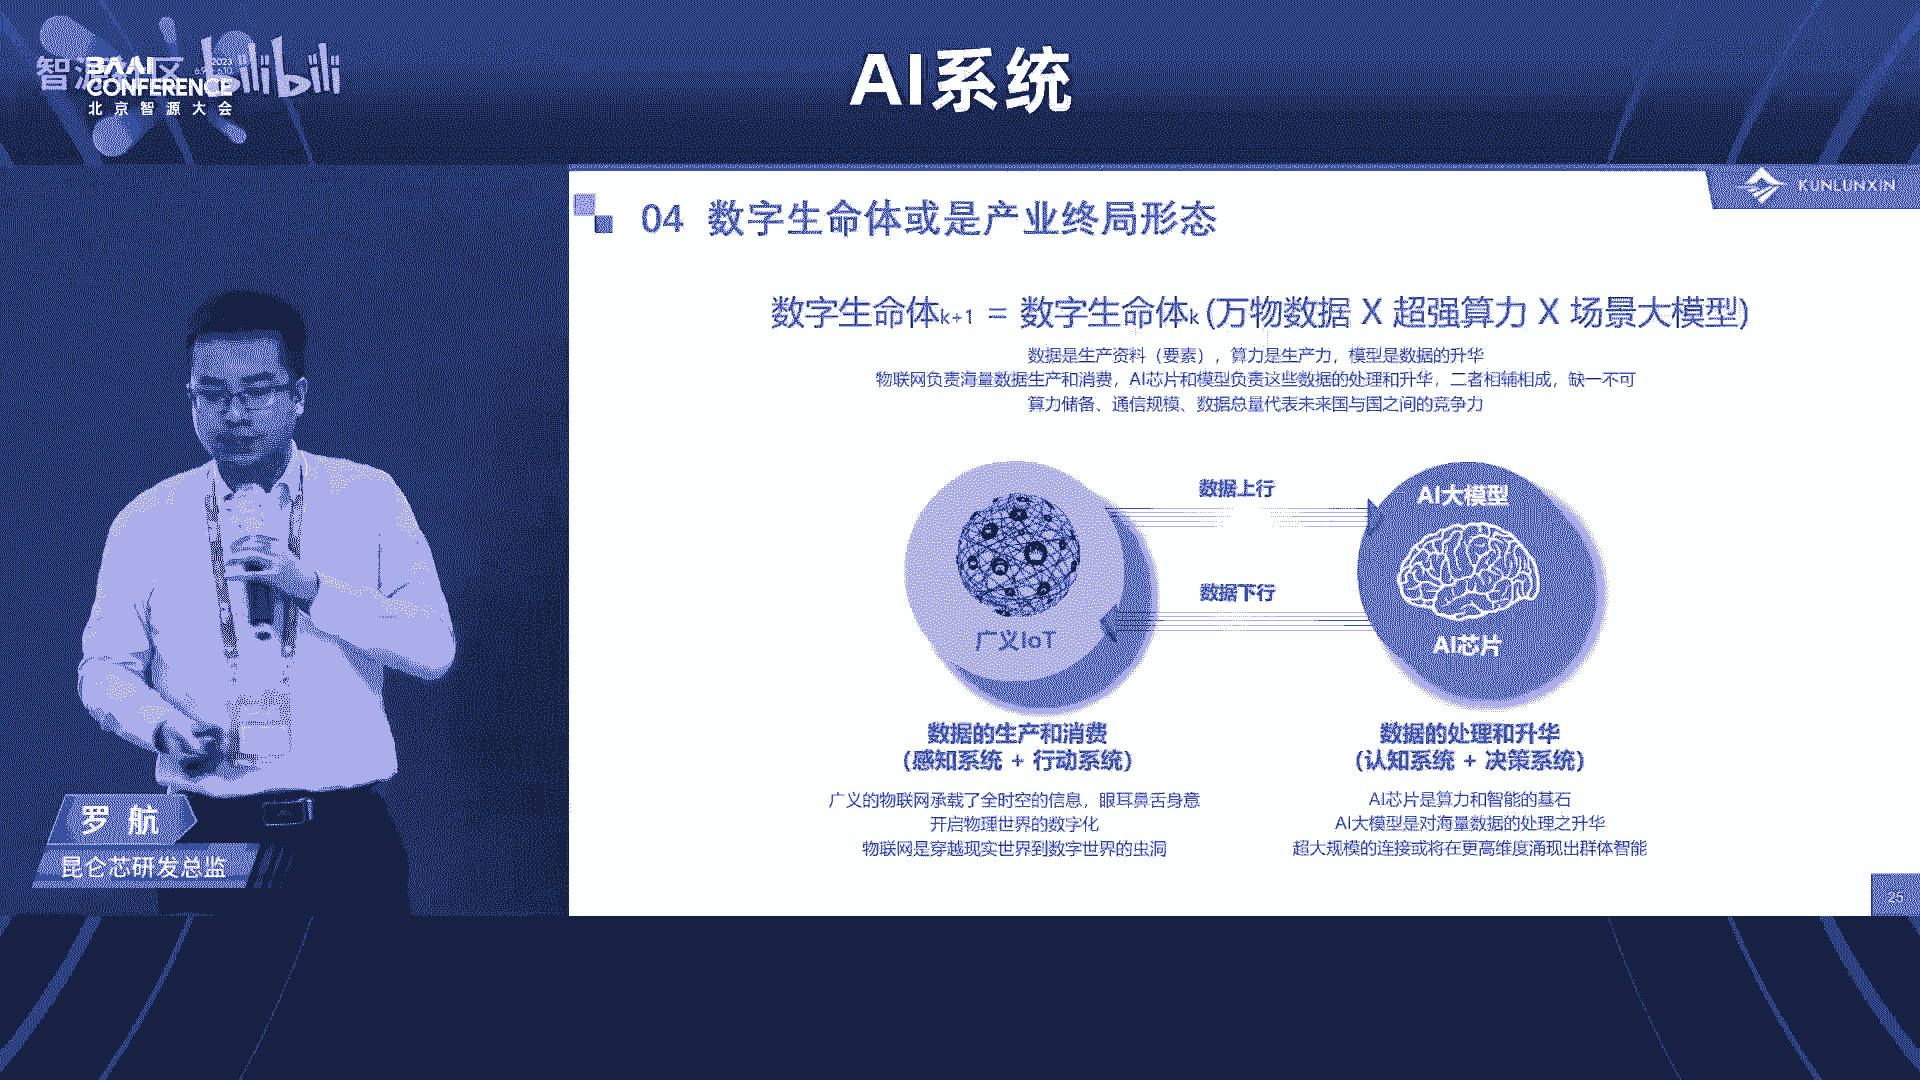 智源社区 bilibili
BAAI 2023
6.9-6.10
CONFERENCE
北京智源大会
AI系统
KUNLUNXIN
04 数字生命体或是产业终局形态
数字生命体k+1 = 数字生命体k (万物数据 X 超强算力 X 场景大模型)
数据是生产资料（要素），算力是生产力，模型是数据的升华
物联网负责海量数据生产和消费，AI芯片和模型负责这些数据的处理和升华，二者相辅相成，缺一不可
算力储备、通信规模、数据总量代表未来国与国之间的竞争力
数据上行
AI大模型
数据下行
广义IoT
AI芯片
数据的生产和消费
(感知系统 + 行动系统)
广义的物联网承载了全时空的信息，眼耳鼻舌身意
开启物理世界的数字化
物联网是穿越现实世界到数字世界的虫洞
数据的处理和升华
(认知系统 + 决策系统)
AI芯片是算力和智能的基石
AI大模型是对海量数据的处理之升华
超大规模的连接或将在更高维度涌现出群体智能
罗 航
昆仑芯研发总监
25